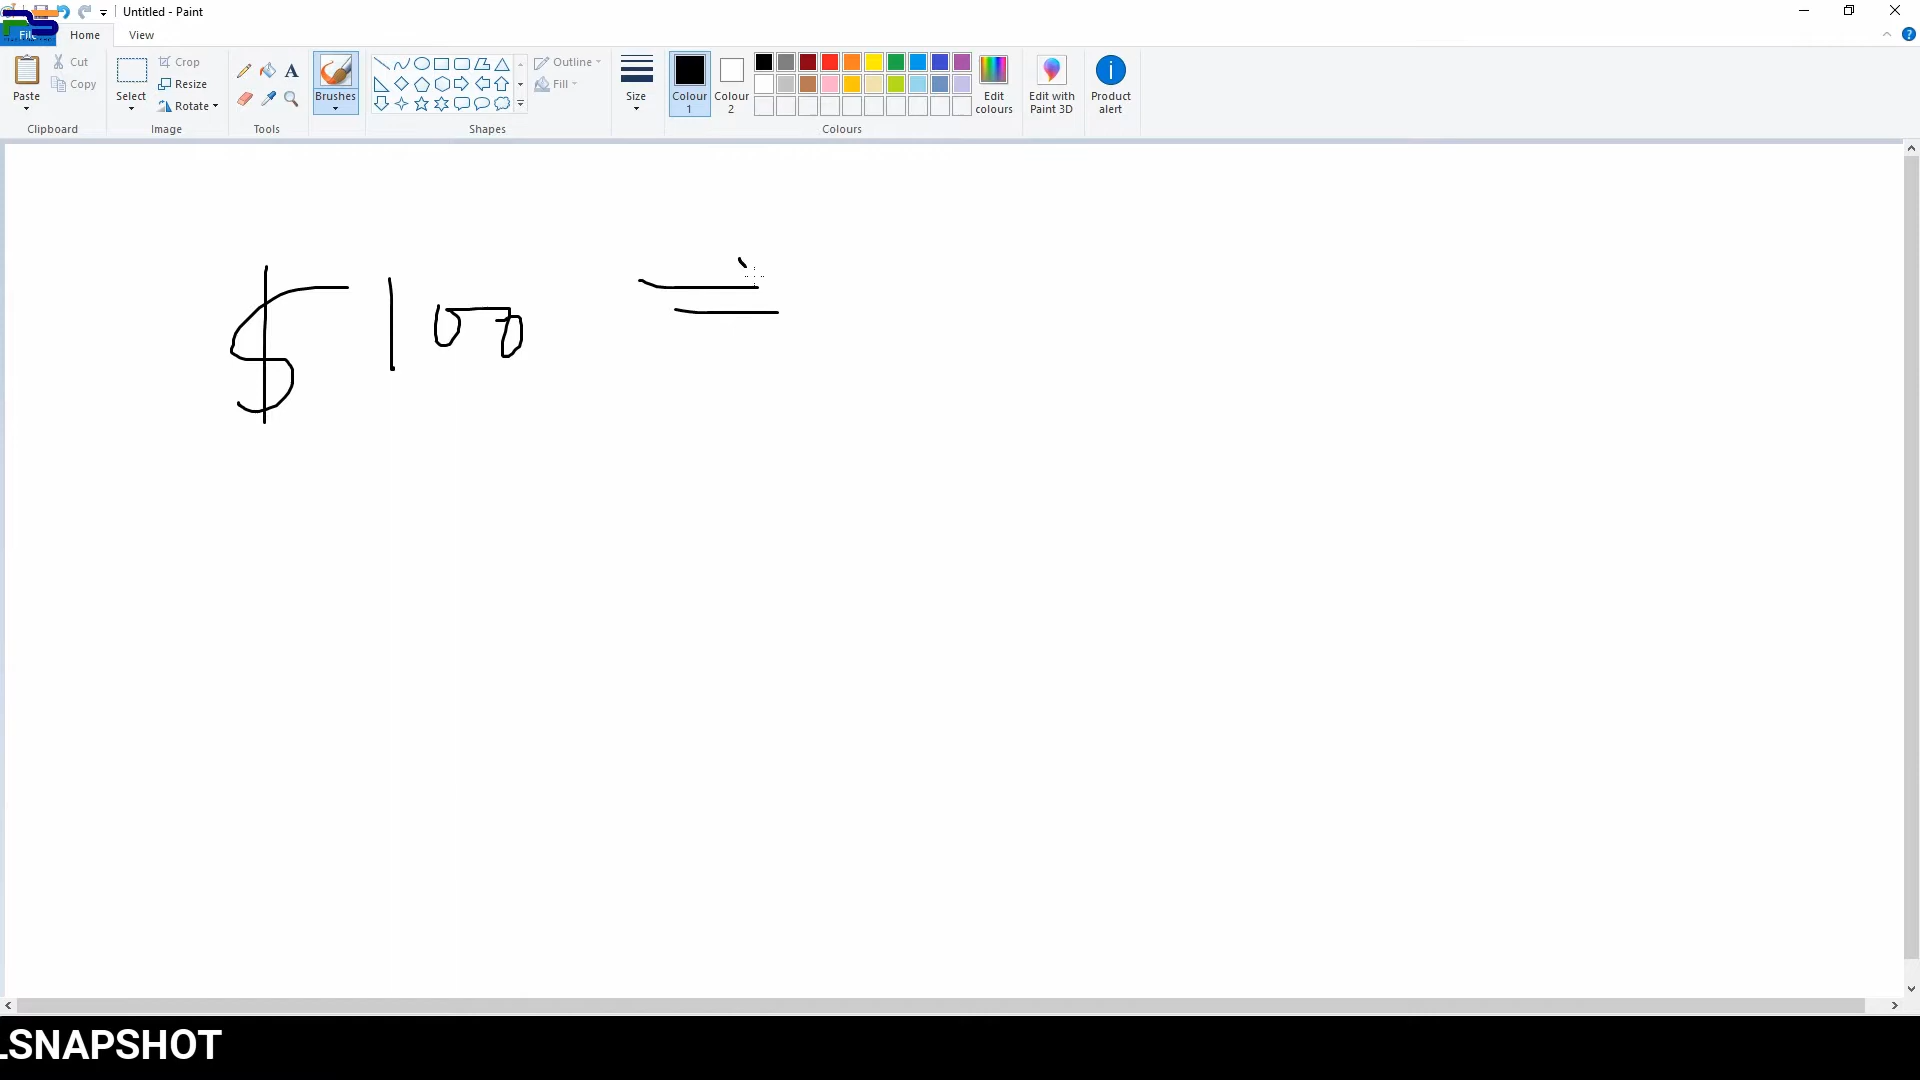 Untitled - Paint
File Home View
Paste Cut Copy Clipboard
Select Crop Resize Rotate Image
Tools
Brushes
Shapes Outline Fill
Size
Colour 1 Colour 2 Edit colours Colours
Edit with Paint 3D
Product alert
$ 100 =
LSNAPSHOT